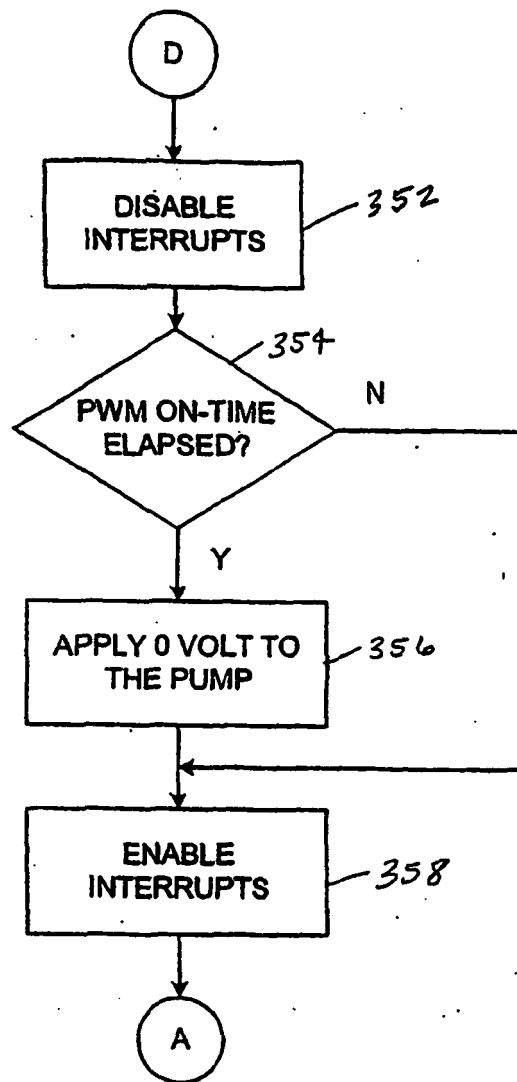 D
DISABLE
INTERRUPTS
352
354
PWM ON-TIME
ELAPSED?
N
Y
APPLY 0 VOLT TO
THE PUMP
356
ENABLE
INTERRUPTS
358
A